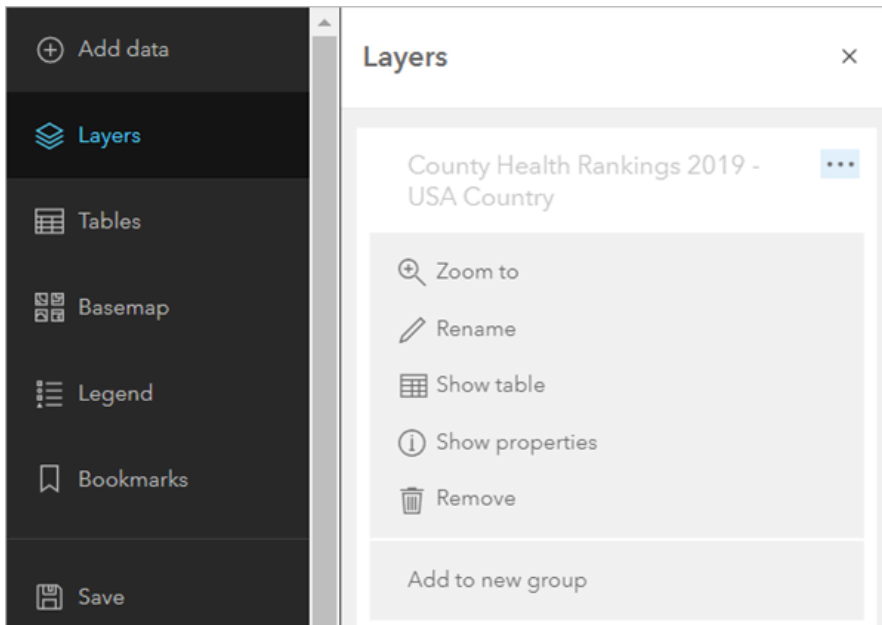 Add data
Layers
Tables
Basemap
Legend
Bookmarks
Save
Layers
County Health Rankings 2019 -
USA Country
Zoom to
Rename
Show table
Show properties
Remove
Add to new group